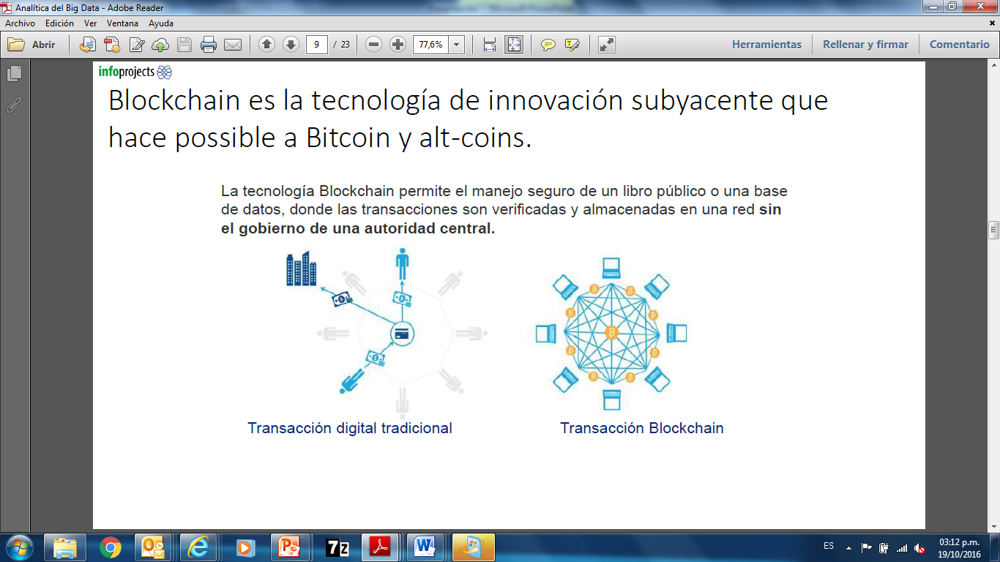 Analítica del Big Data - Adobe Reader
Archivo Edición Ver Ventana Ayuda
Abrir 9 / 23 77,6% Herramientas Rellenar y firmar Comentario
infoprojects
Blockchain es la tecnología de innovación subyacente que
hace possible a Bitcoin y alt-coins.
La tecnología Blockchain permite el manejo seguro de un libro público o una base
de datos, donde las transacciones son verificadas y almacenadas en una red sin
el gobierno de una autoridad central.
Transacción digital tradicional Transacción Blockchain
ES 03:12 p.m.
19/10/2016